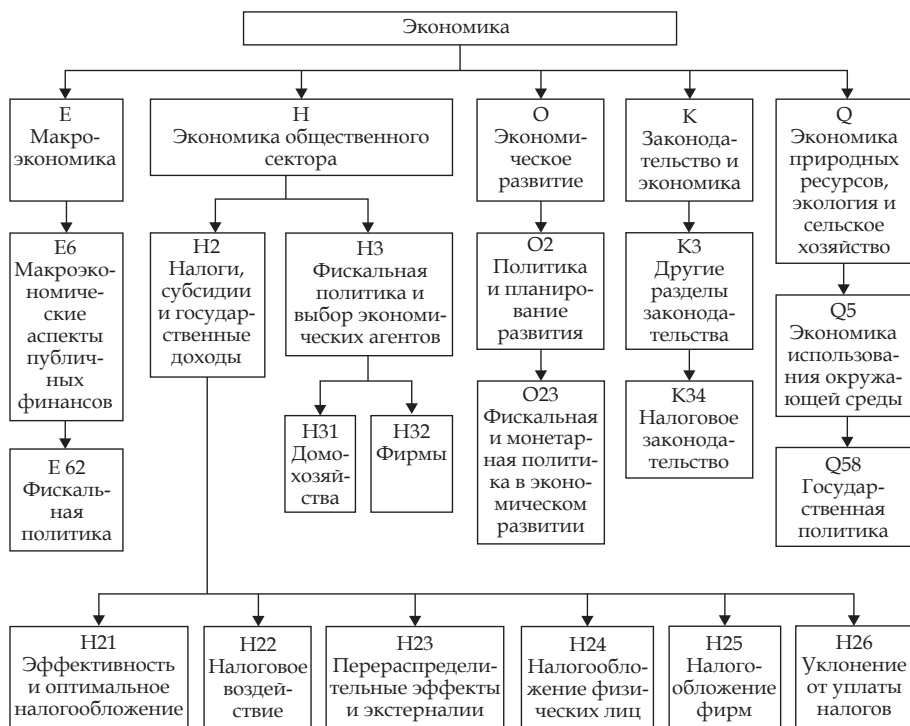 Экономика
E
Макро-
экономика
H
Экономика общественного
сектора
O
Экономи-
ческое
развитие
K
Законода-
тельство и
экономика
Q
Экономика
природных
ресурсов,
экология и
сельское
хозяйство
E6
Макроэко-
номичес-
кие
аспекты
публич-
ных
финансов
H2
Налоги,
субсидии
и государ-
ственные
доходы
H3
Фискальная
политика и
выбор экономи-
ческих агентов
O2
Политика
и планиро-
вание
развития
K3
Другие
разделы
законода-
тельства
Q5
Экономика
использова-
ния окружа-
ющей среды
E 62
Фискаль-
ная
политика
H31
Домо-
хозяй-
ства
H32
Фирмы
O23
Фискальная
и монетар-
ная полити-
ка в эконо-
мическом
развитии
K34
Налоговое
законода-
тельство
Q58
Государ-
ственная
политика
H21
Эффективность
и оптимальное
налогообложение
H22
Налоговое
воздей-
ствие
H23
Перераспредели-
тельные эффекты
и экстерналии
H24
Налогообло-
жение физи-
ческих лиц
H25
Налого-
обложение
фирм
H26
Уклонение
от уплаты
налогов